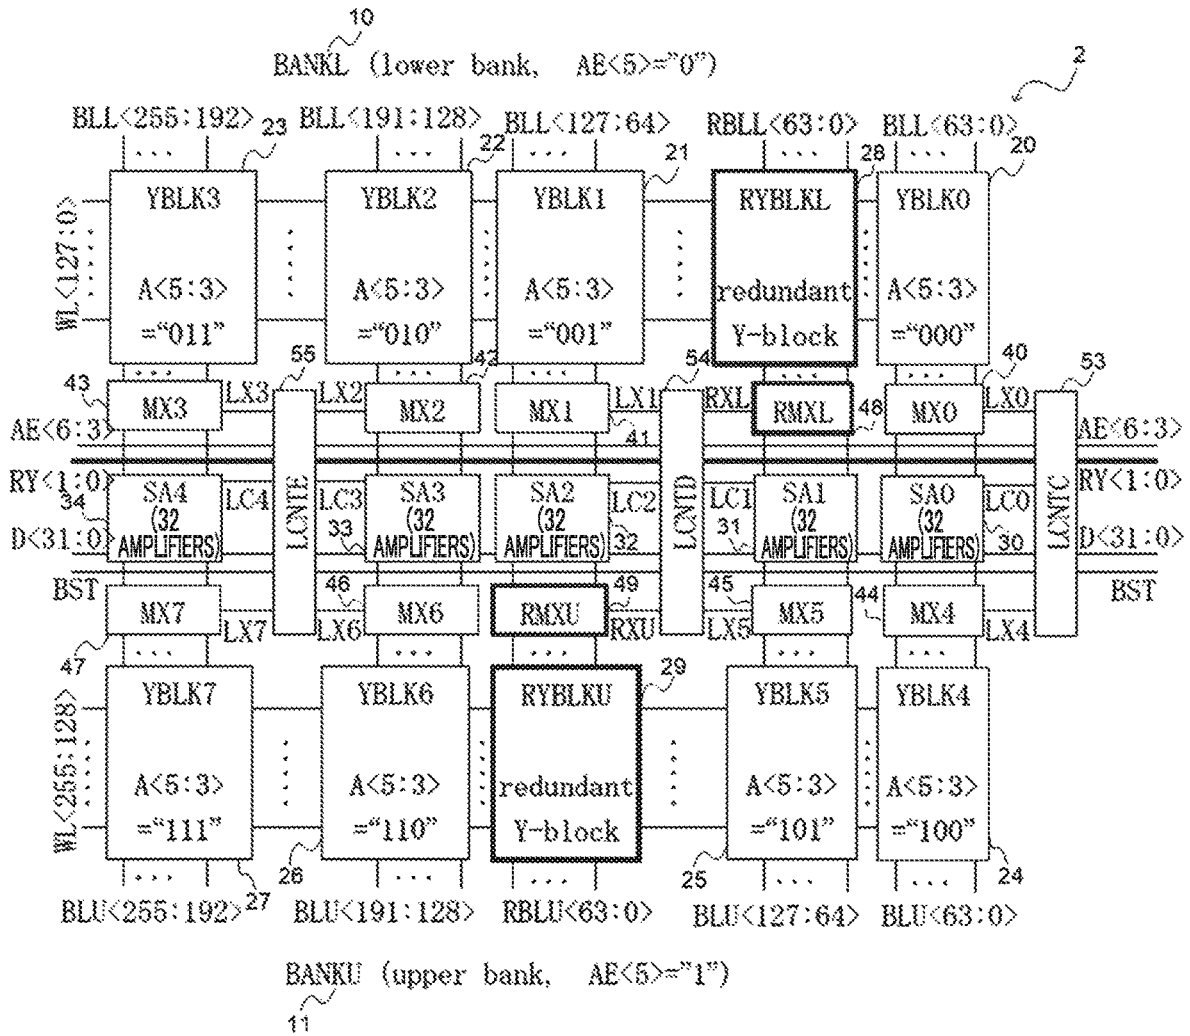 10
BANKL (lower bank, AE<5>="0")
2
BLL<255:192> 23 BLL<191:128> 22 BLL<127:64> 21 RBLL<63:0> 28 BLL<63:0> 20
WL<127:0>
YBLK3 YBLK2 YBLK1 RYBLKL YBLK0
A<5:3> A<5:3> A<5:3> redundant A<5:3>
="011" ="010" ="001" Y-block ="000"
43 55 42 54 40 53
MX3 LX3 LX2 MX2 MX1 LX1 RXL RMXL MX0 LX0
41 48
AE<6:3> AE<6:3>
RY<1:0> RY<1:0>
34 SA4 LC4 LCNTE LC3 SA3 SA2 LC2 LCNTD LC1 SA1 SA0 LC0 LCNTC
(32 (32 (32 (32 (32
D<31:0> AMPLIFIERS) 33 AMPLIFIERS) AMPLIFIERS) 32 31 AMPLIFIERS) AMPLIFIERS) 30 D<31:0>
BST 46 49 45 44 BST
MX7 LX7 LX6 MX6 RMXU RXU LX5 MX5 MX4 LX4
47 29
WL<255:128>
YBLK7 YBLK6 RYBLKU YBLK5 YBLK4
A<5:3> A<5:3> redundant A<5:3> A<5:3>
="111" ="110" Y-block ="101" ="100"
27 26 25 24
BLU<255:192> BLU<191:128> RBLU<63:0> BLU<127:64> BLU<63:0>
BANKU (upper bank, AE<5>="1")
11